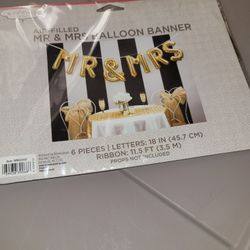 AIR-FILLED
MR & MRS BALLOON BANNER
MR & MRS
6 PIECES | LETTERS: 18 IN (45.7 CM)
RIBBON: 11.5 FT (3.5 M)
PROPS NOT INCLUDED